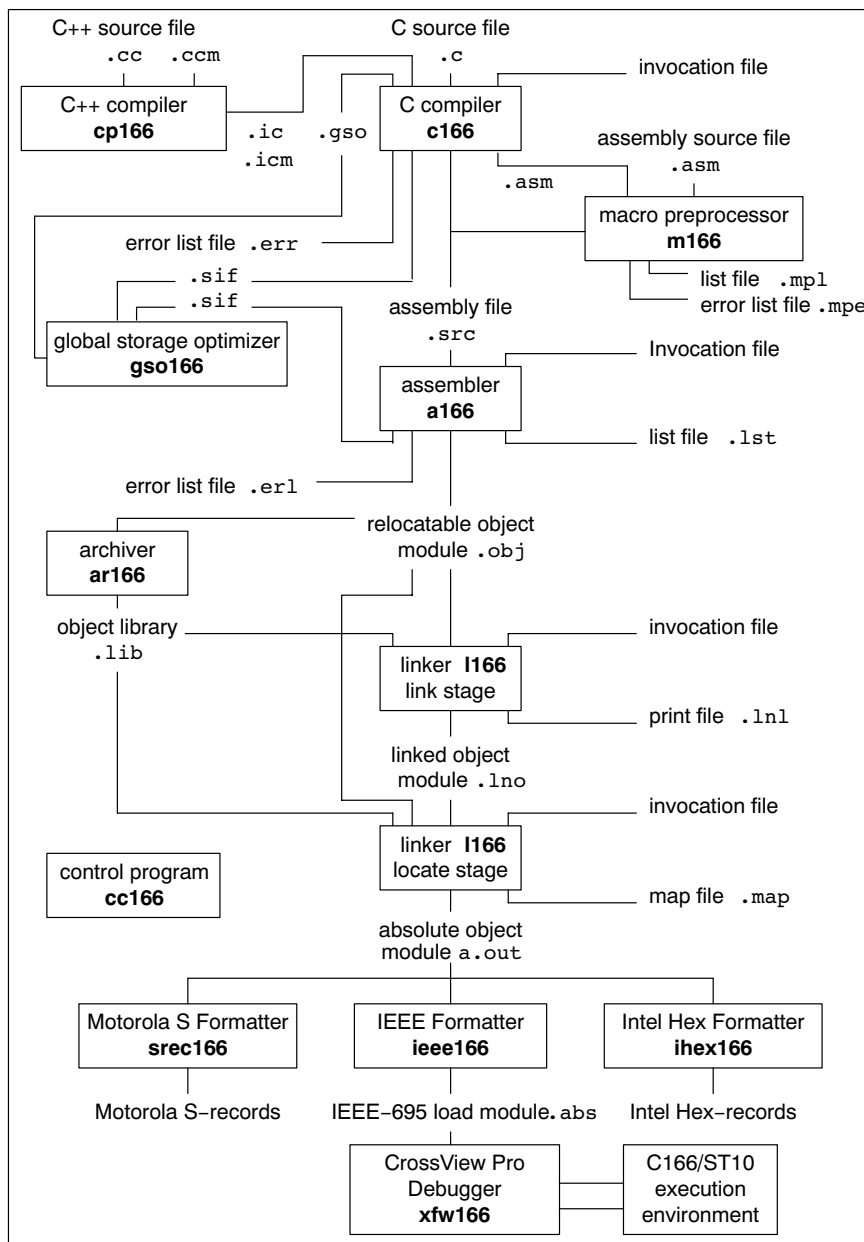 C++ source file
.cc .ccm
C source file
.c
invocation file
C++ compiler
cp166
.ic
.icm
.gso
C compiler
c166
.asm
assembly source file
.asm
macro preprocessor
m166
list file .mpl
error list file .mpe
error list file .err
.sif
.sif
global storage optimizer
gso166
assembly file
.src
Invocation file
assembler
a166
list file .lst
error list file .erl
relocatable object
module .obj
archiver
ar166
object library
.lib
invocation file
linker l166
link stage
print file .lnl
linked object
module .lno
invocation file
linker l166
locate stage
control program
cc166
map file .map
absolute object
module a.out
Motorola S Formatter
srec166
IEEE Formatter
ieee166
Intel Hex Formatter
ihex166
Motorola S–records
IEEE–695 load module.abs
Intel Hex–records
CrossView Pro
Debugger
xfw166
C166/ST10
execution
environment